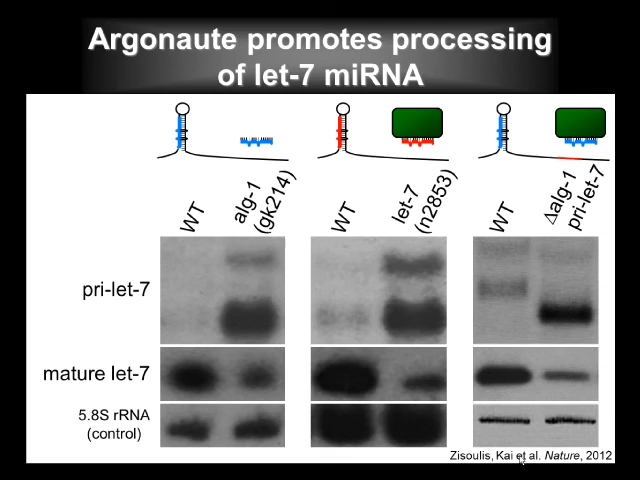 Argonaute promotes processing
of let-7 miRNA
WT
alg-1
(gk214)
WT
let-7
(n2853)
WT
Δalg-1
pri-let-7
pri-let-7
mature let-7
5.8S rRNA
(control)
Zisoulis, Kai et al. Nature, 2012